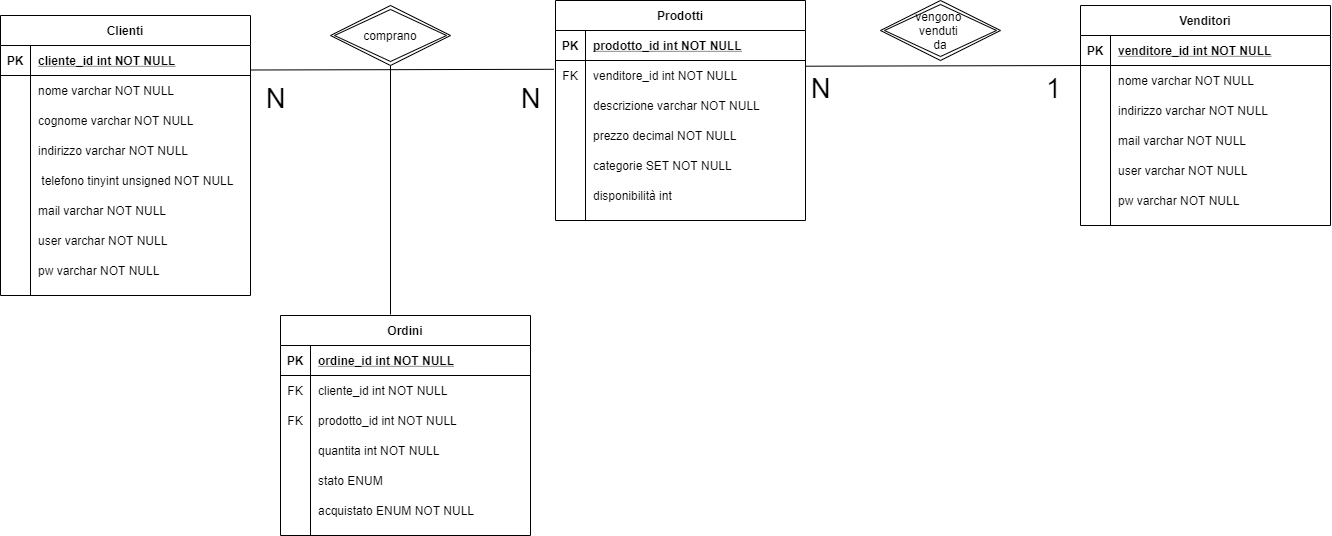 Clienti
PK cliente_id int NOT NULL
nome varchar NOT NULL
cognome varchar NOT NULL
indirizzo varchar NOT NULL
telefono tinyint unsigned NOT NULL
mail varchar NOT NULL
user varchar NOT NULL
pw varchar NOT NULL
comprano
N
N
Prodotti
PK prodotto_id int NOT NULL
FK venditore_id int NOT NULL
descrizione varchar NOT NULL
prezzo decimal NOT NULL
categorie SET NOT NULL
disponibilità int
vengono
venduti
da
N
1
Venditori
PK venditore_id int NOT NULL
nome varchar NOT NULL
indirizzo varchar NOT NULL
mail varchar NOT NULL
user varchar NOT NULL
pw varchar NOT NULL
Ordini
PK ordine_id int NOT NULL
FK cliente_id int NOT NULL
FK prodotto_id int NOT NULL
quantita int NOT NULL
stato ENUM
acquistato ENUM NOT NULL